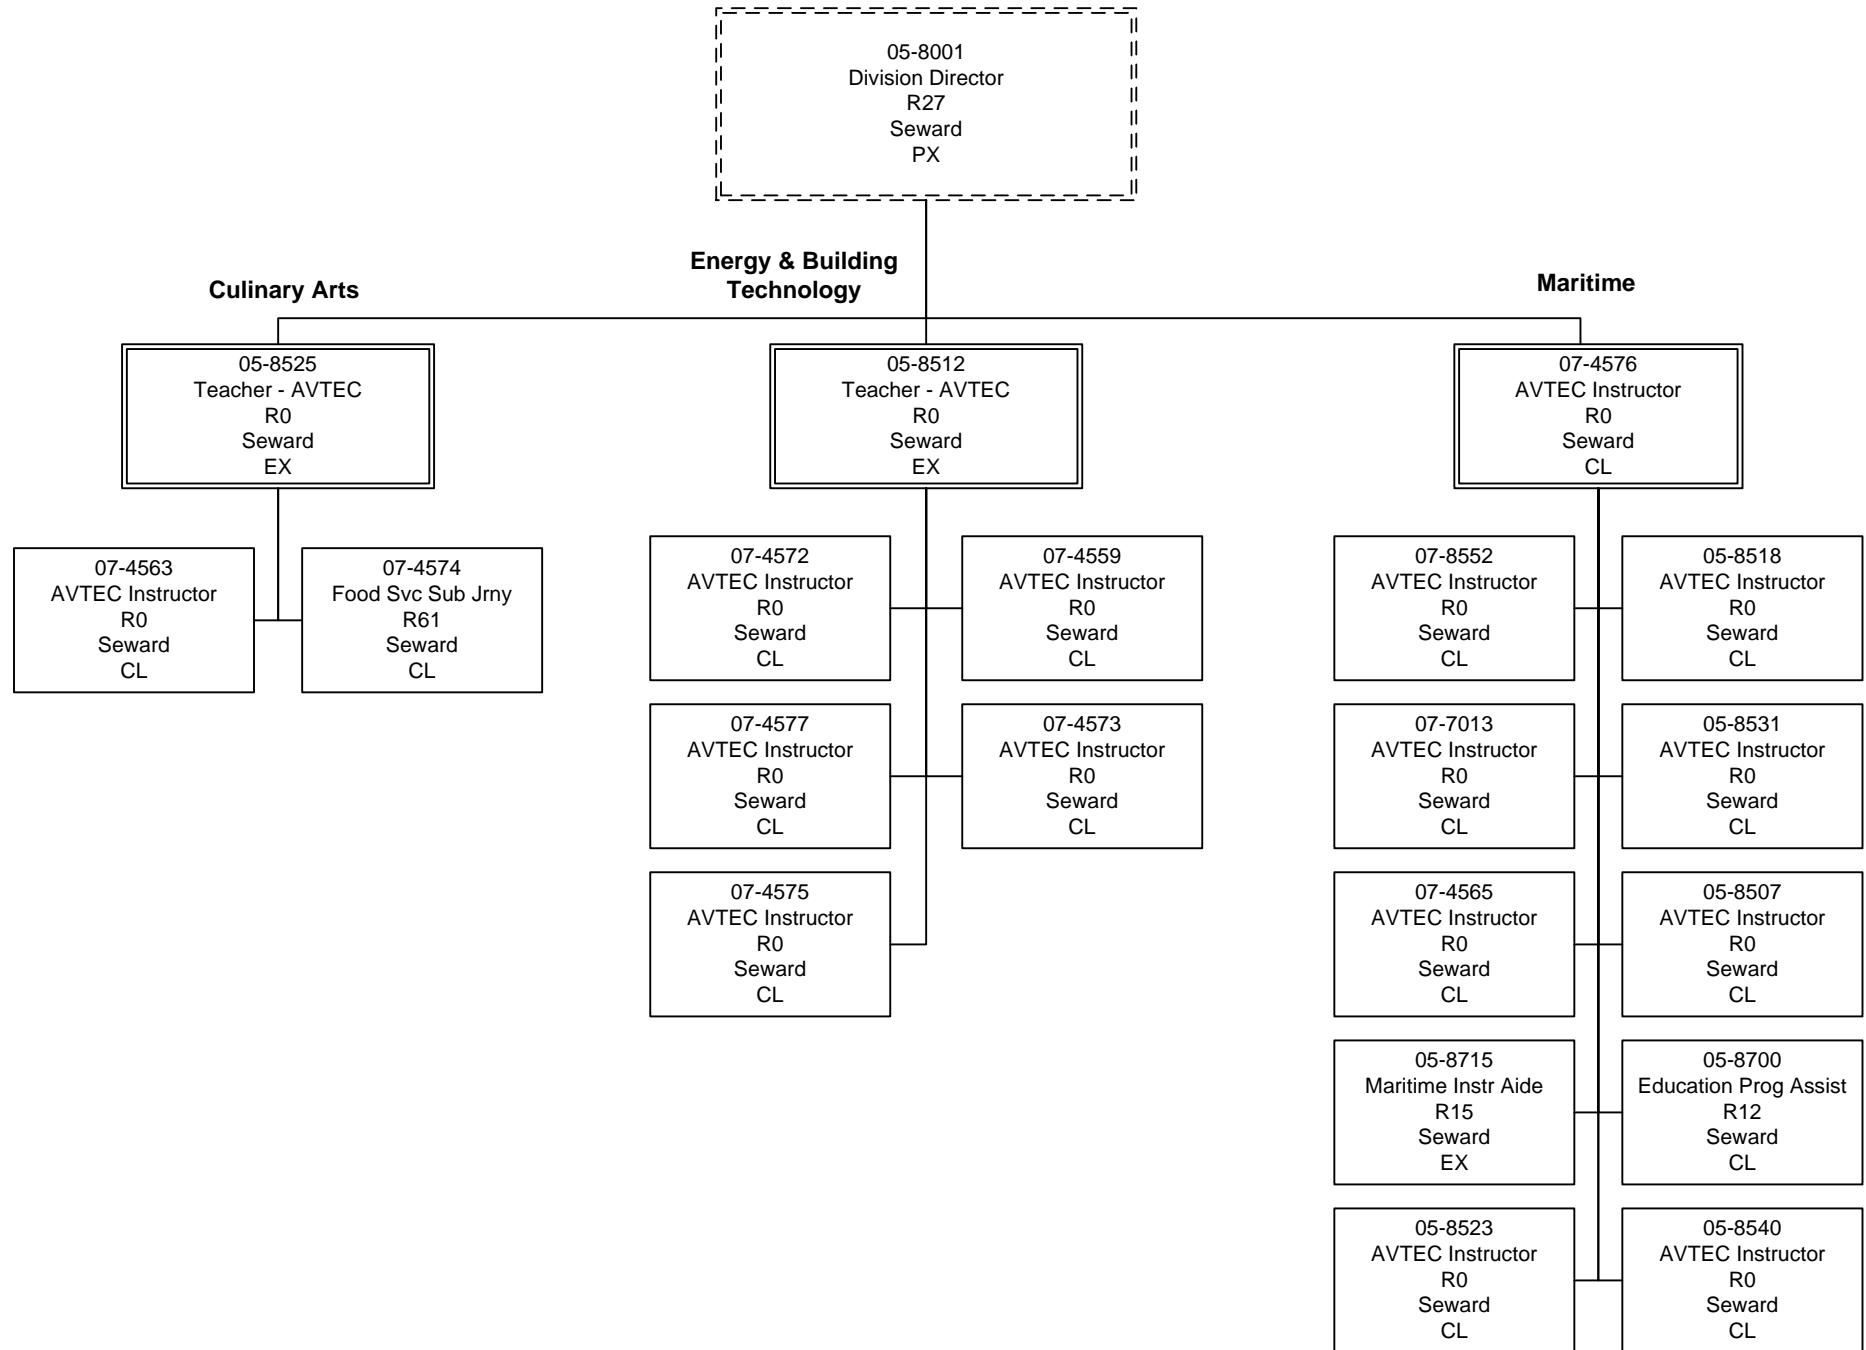 05-8001
Division Director
R27
Seward
PX
Culinary Arts
Energy & Building
Technology
Maritime
05-8525
Teacher - AVTEC
R0
Seward
EX
05-8512
Teacher - AVTEC
R0
Seward
EX
07-4576
AVTEC Instructor
R0
Seward
CL
07-4563
AVTEC Instructor
R0
Seward
CL
07-4574
Food Svc Sub Jrny
R61
Seward
CL
07-4572
AVTEC Instructor
R0
Seward
CL
07-4559
AVTEC Instructor
R0
Seward
CL
07-4577
AVTEC Instructor
R0
Seward
CL
07-4573
AVTEC Instructor
R0
Seward
CL
07-4575
AVTEC Instructor
R0
Seward
CL
07-8552
AVTEC Instructor
R0
Seward
CL
05-8518
AVTEC Instructor
R0
Seward
CL
07-7013
AVTEC Instructor
R0
Seward
CL
05-8531
AVTEC Instructor
R0
Seward
CL
07-4565
AVTEC Instructor
R0
Seward
CL
05-8507
AVTEC Instructor
R0
Seward
CL
05-8715
Maritime Instr Aide
R15
Seward
EX
05-8700
Education Prog Assist
R12
Seward
CL
05-8523
AVTEC Instructor
R0
Seward
CL
05-8540
AVTEC Instructor
R0
Seward
CL